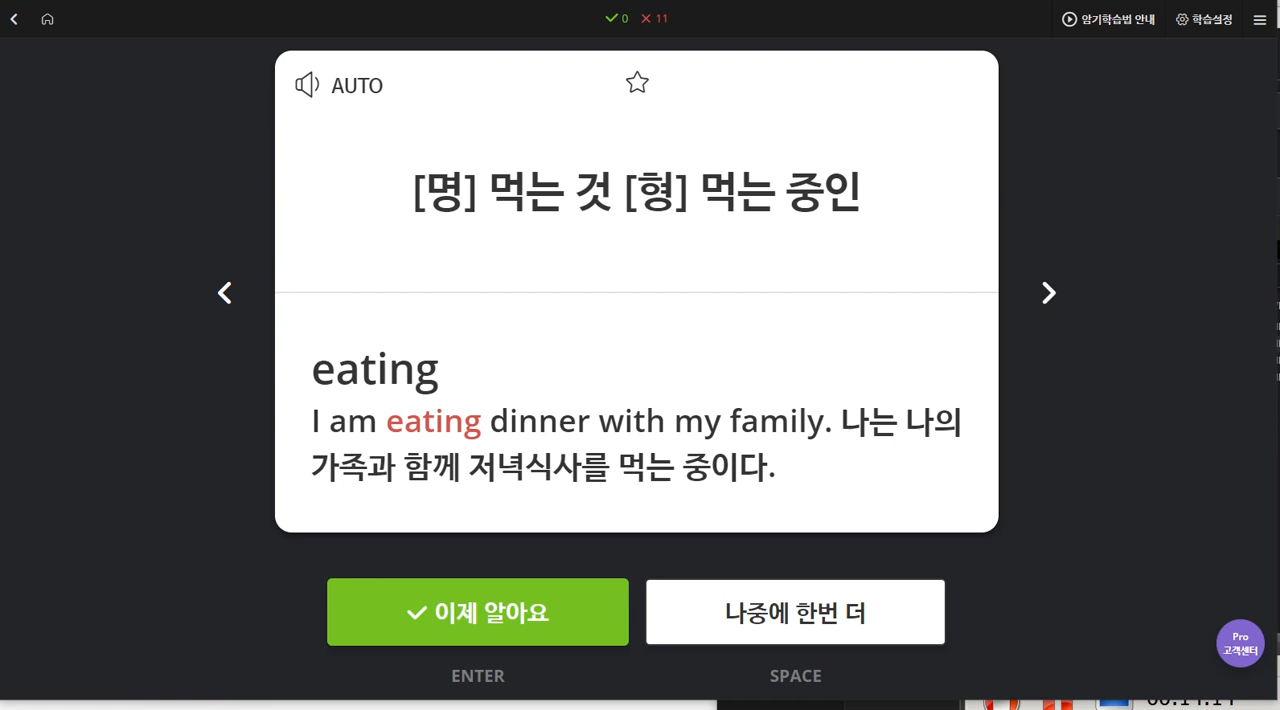 0 11
암기학습법 안내
학습설정
AUTO
[명] 먹는 것 [형] 먹는 중인
eating
I am eating dinner with my family. 나는 나의
가족과 함께 저녁식사를 먹는 중이다.
이제 알아요
나중에 한번 더
ENTER
SPACE
Pro
고객센터